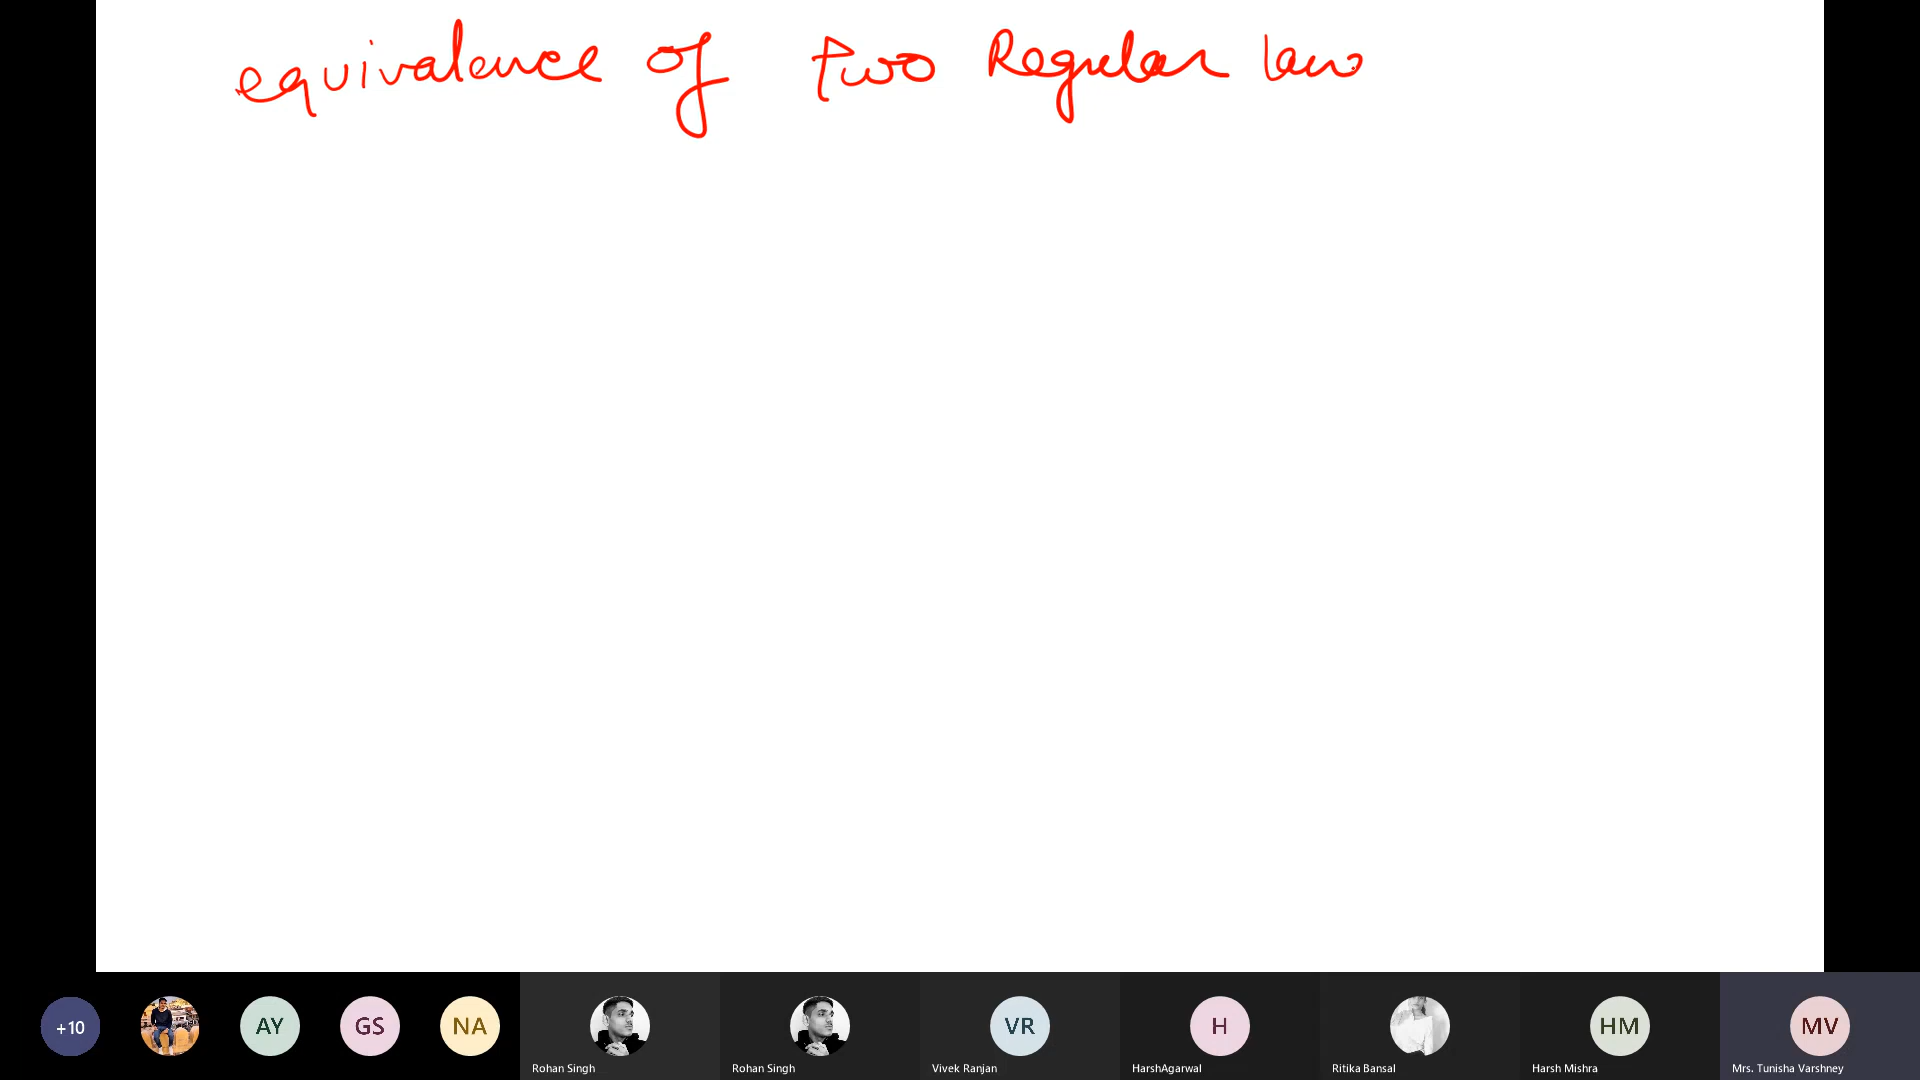 equivalence of two Regular lan
+10
AY
GS
NA
VR
H
HM
MV
Rohan Singh
Rohan Singh
Vivek Ranjan
HarshAgarwal
Ritika Bansal
Harsh Mishra
Mrs. Tunisha Varshney